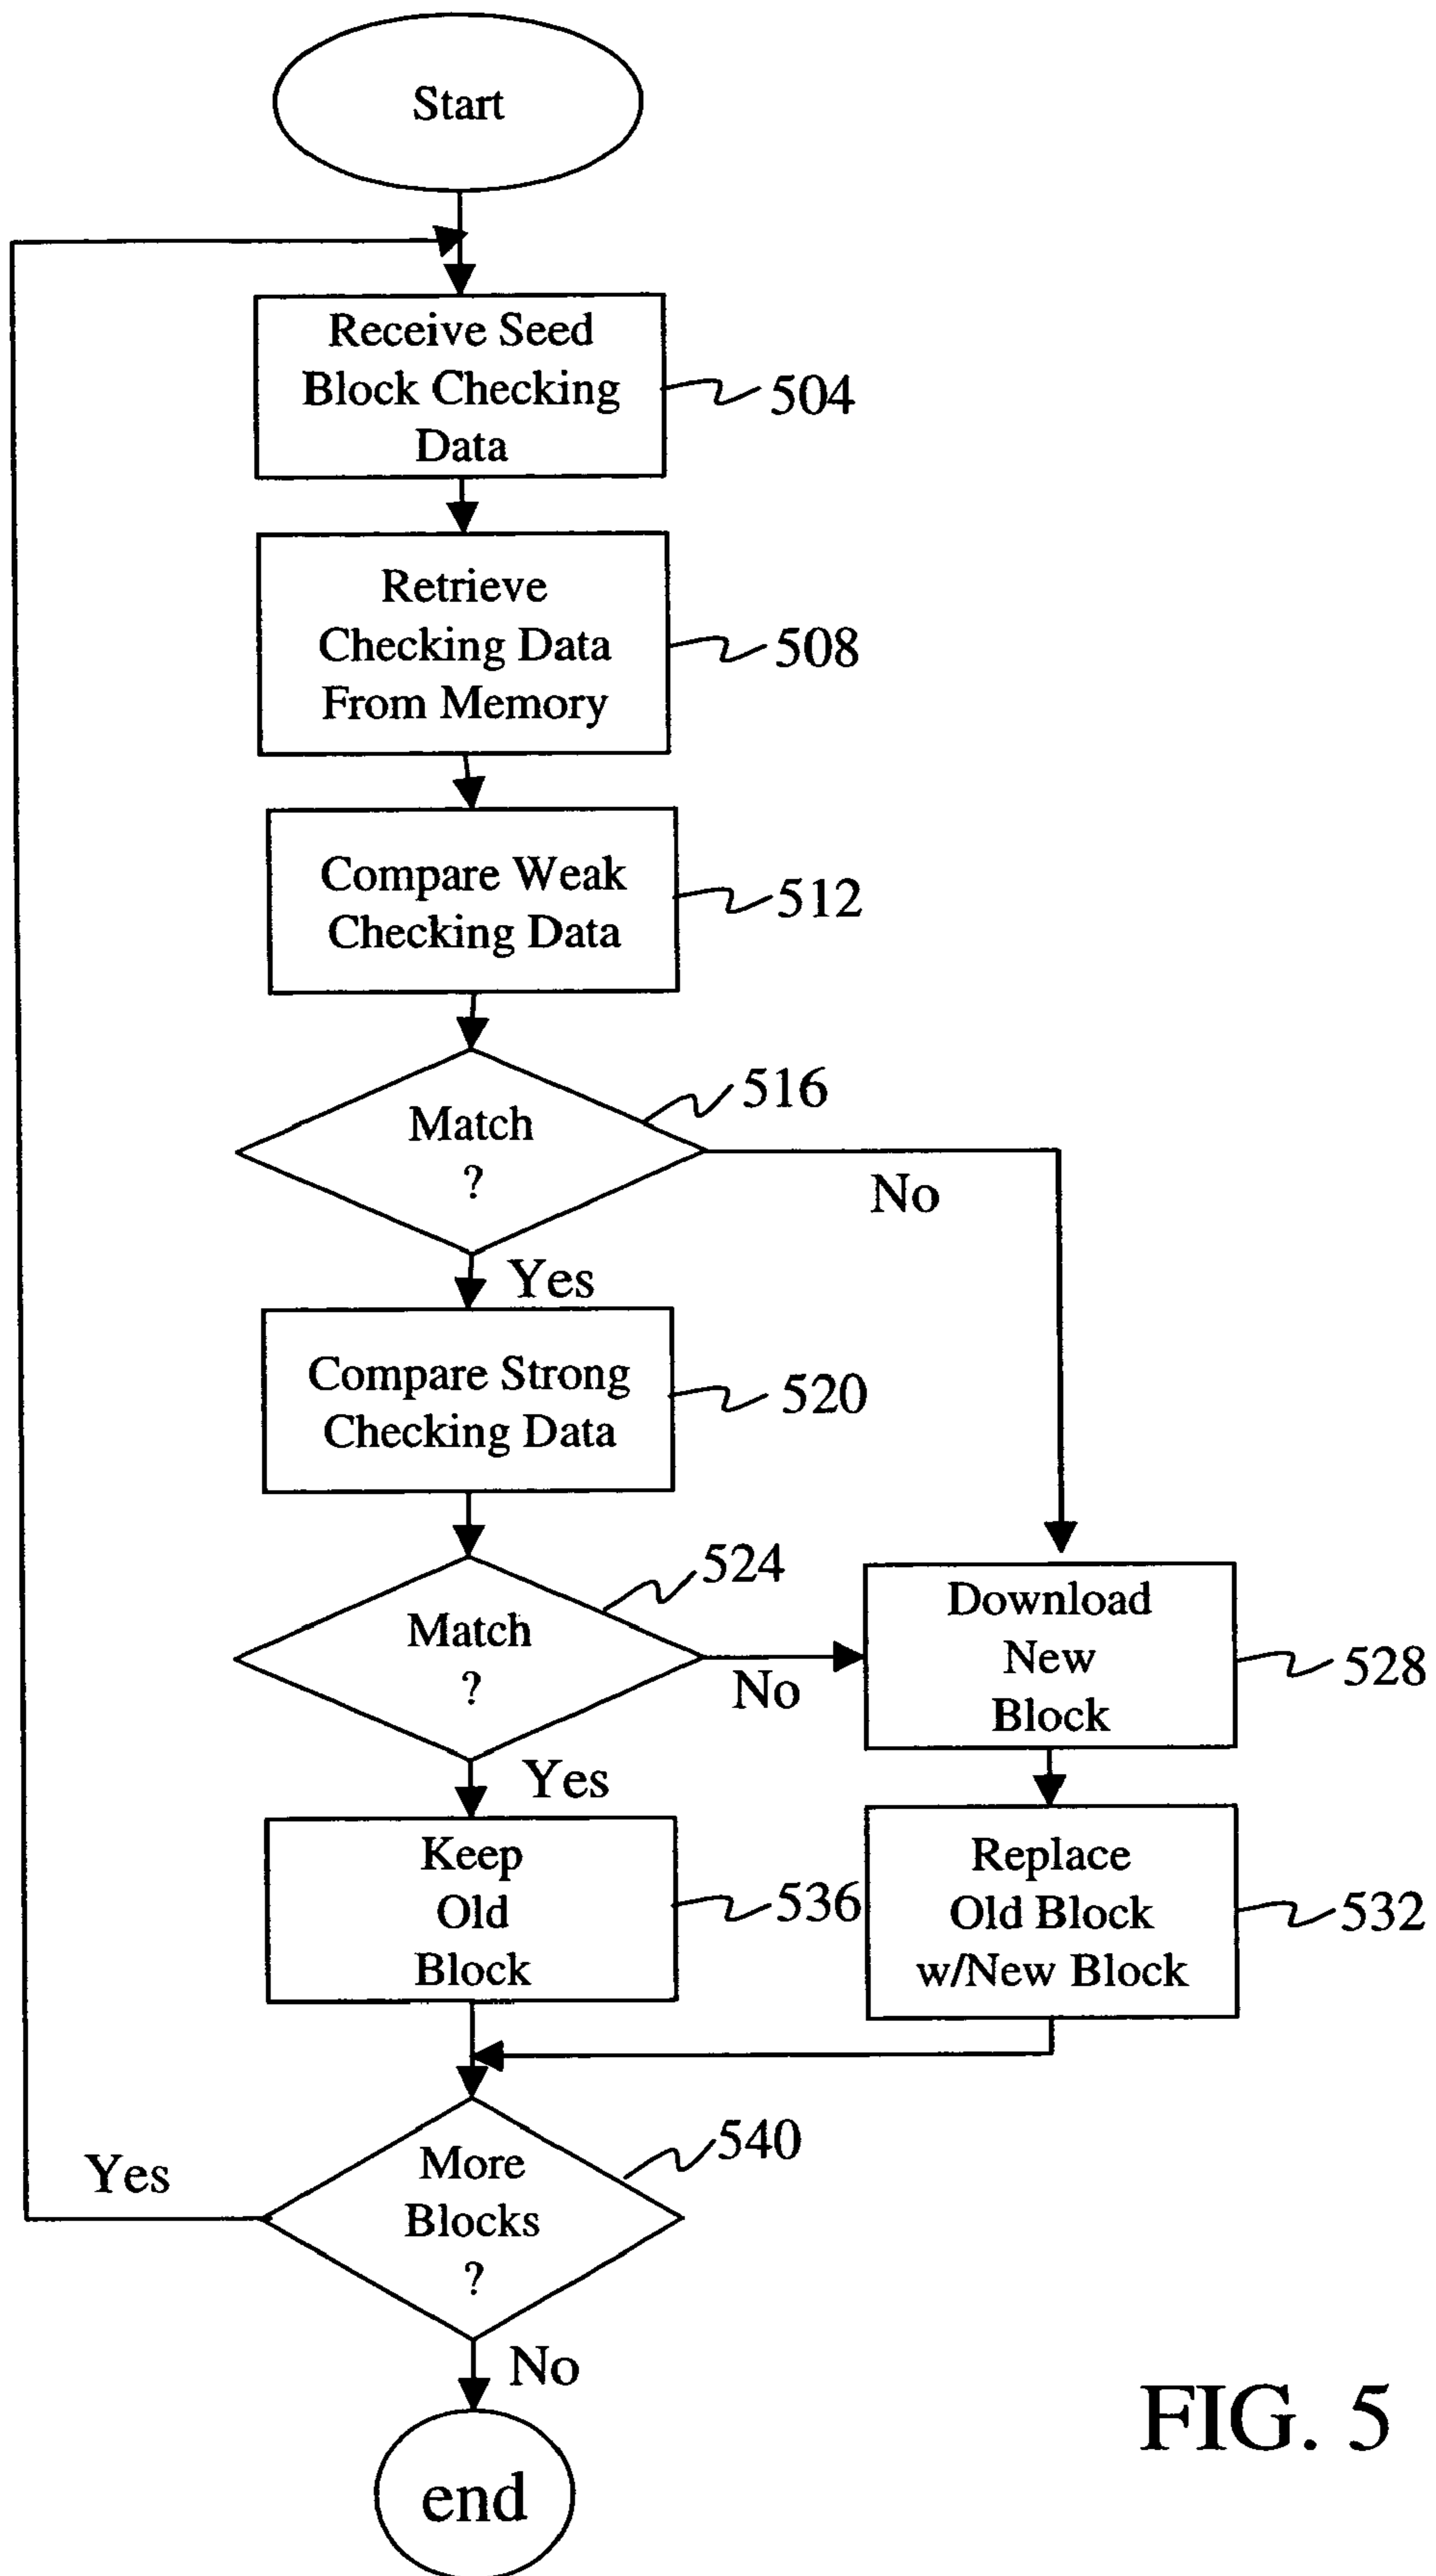 Start
Receive Seed
Block Checking
Data
504
Retrieve
Checking Data
From Memory
508
Compare Weak
Checking Data
512
Match
?
516
No
Yes
Compare Strong
Checking Data
520
Match
?
524
No
Yes
Download
New
Block
528
Keep
Old
Block
536
Replace
Old Block
w/New Block
532
More
Blocks
?
540
Yes
No
end
FIG. 5